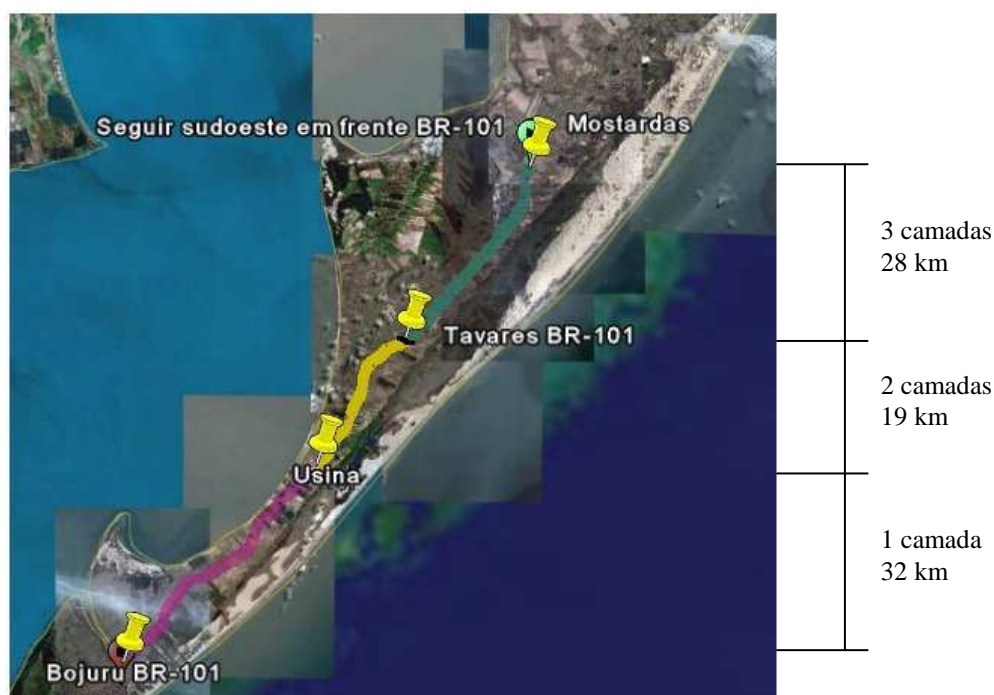 Seguir sudoeste em frente BR-101
Mostardas
Tavares BR-101
Usina
Bojuru BR-101
3 camadas
28 km
2 camadas
19 km
1 camada
32 km